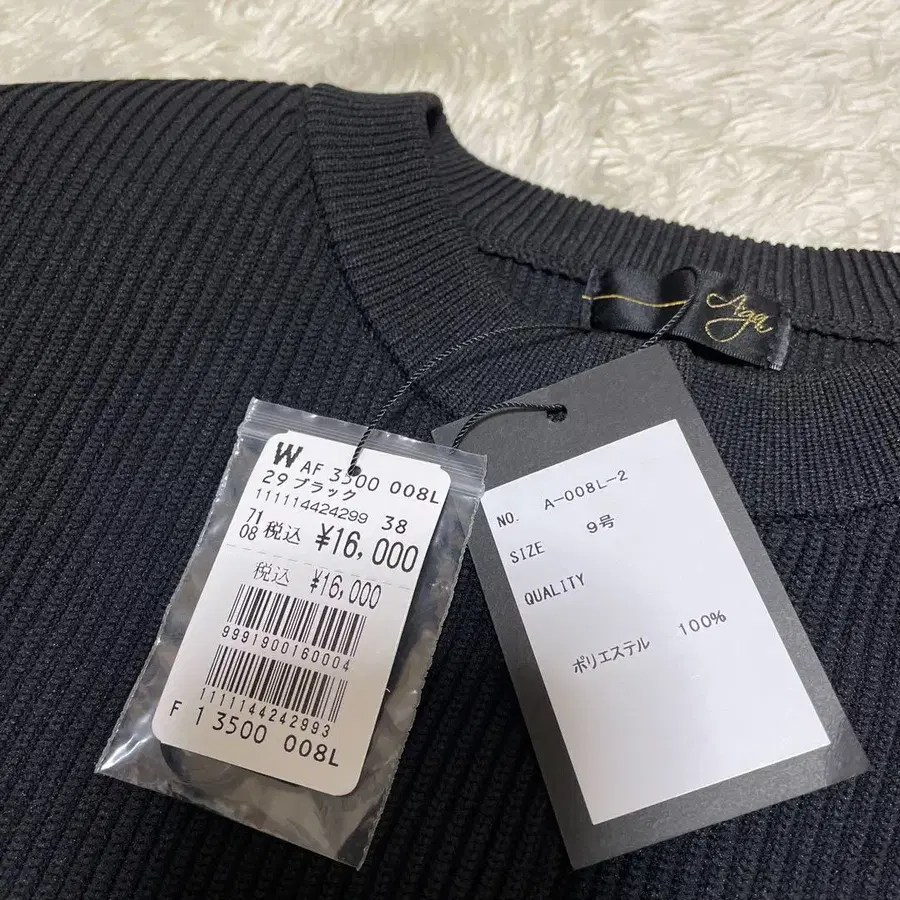 Arga
W AF 3500 008L
29 ブラック
111114424299 38
71
08 税込 ¥16,000
税込 ¥16,000
9991900160004
1111144242993
F 1 3500 008L
NO. A-008L-2
SIZE 9号
QUALITY
ポリエステル 100%